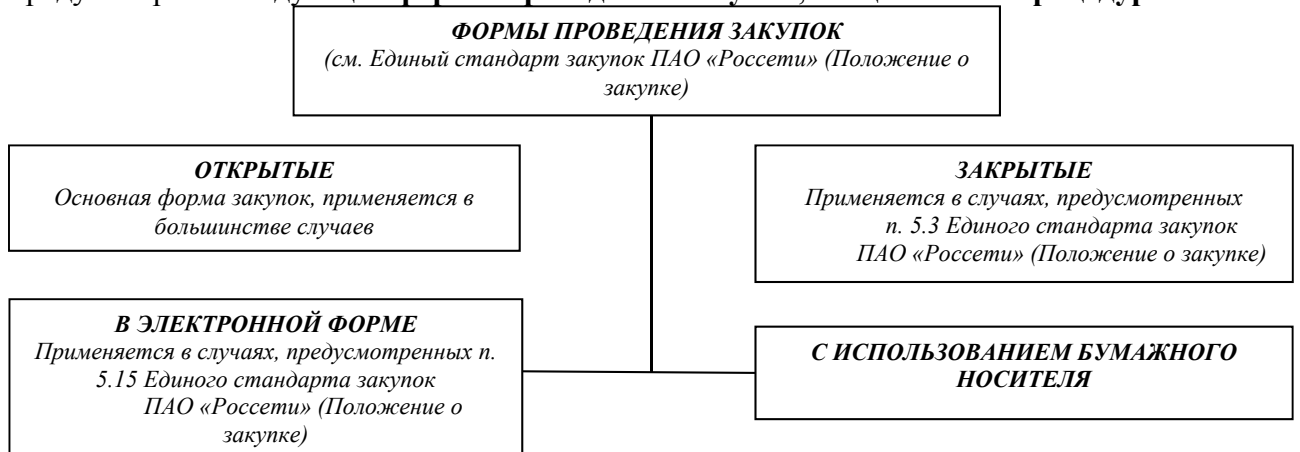 ФОРМЫ ПРОВЕДЕНИЯ ЗАКУПОК
(см. Единый стандарт закупок ПАО «Россети» (Положение о
закупке)
ОТКРЫТЫЕ
Основная форма закупок, применяется в
большинстве случаев
ЗАКРЫТЫЕ
Применяется в случаях, предусмотренных
п. 5.3 Единого стандарта закупок
ПАО «Россети» (Положение о закупке)
В ЭЛЕКТРОННОЙ ФОРМЕ
Применяется в случаях, предусмотренных п.
5.15 Единого стандарта закупок
ПАО «Россети» (Положение о
закупке)
С ИСПОЛЬЗОВАНИЕМ БУМАЖНОГО
НОСИТЕЛЯ